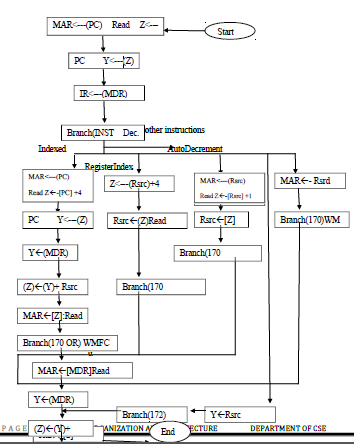 MAR<---(PC) Read Z<---
Start
PC Y<---(Z)
IR<---(MDR)
Branch(INST Dec.
other instructions
Indexed
AutoDecrement
RegisterIndex
MAR<---(PC)
Read Z←-[PC] +4
Z<---(Rsrc)+4
MAR<---(Rsrc)
Read Z←-[Rsrc] +1
MAR←- Rsrd
PC Y<---(Z)
Rsrc←(Z)Read
Rsrc←[Z]
Branch(170)WM
Y←(MDR)
Branch(170
(Z)←(Y)+ Rsrc
Branch(170
MAR←[Z]:Read
Branch(170 OR) WMFC
MAR←[MDR]Read
Y←(MDR)
Branch(172)
Y←Rsrc
PAGE
(Z)←(Y)+
End
DEPARTMENT OF CSE